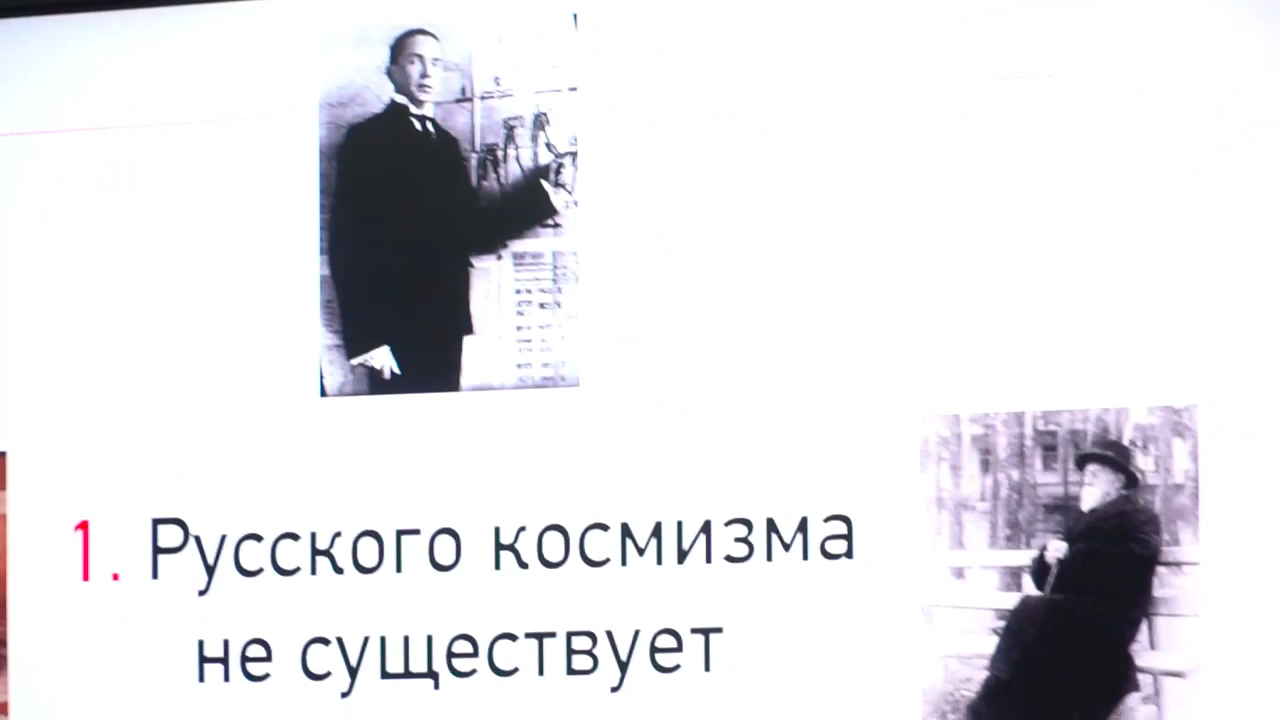 1. Русского космизма
не существует